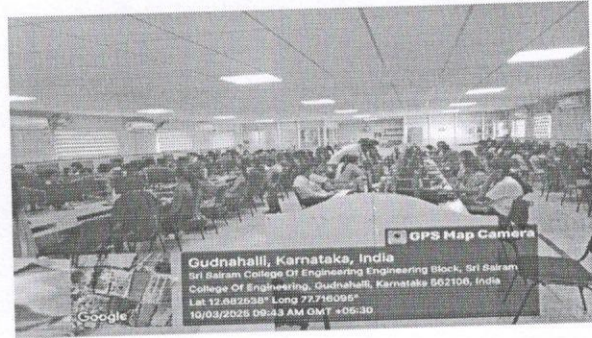 GPS Map Camera
Gudnahalli, Karnataka, India
Sri Sairam College Of Engineering Engineering Block, Sri Sairam
College Of Engineering, Gudnahalli, Karnataka 562106, India
Lat 12.682538° Long 77.716095°
10/03/2025 09:43 AM GMT +05:30
Google